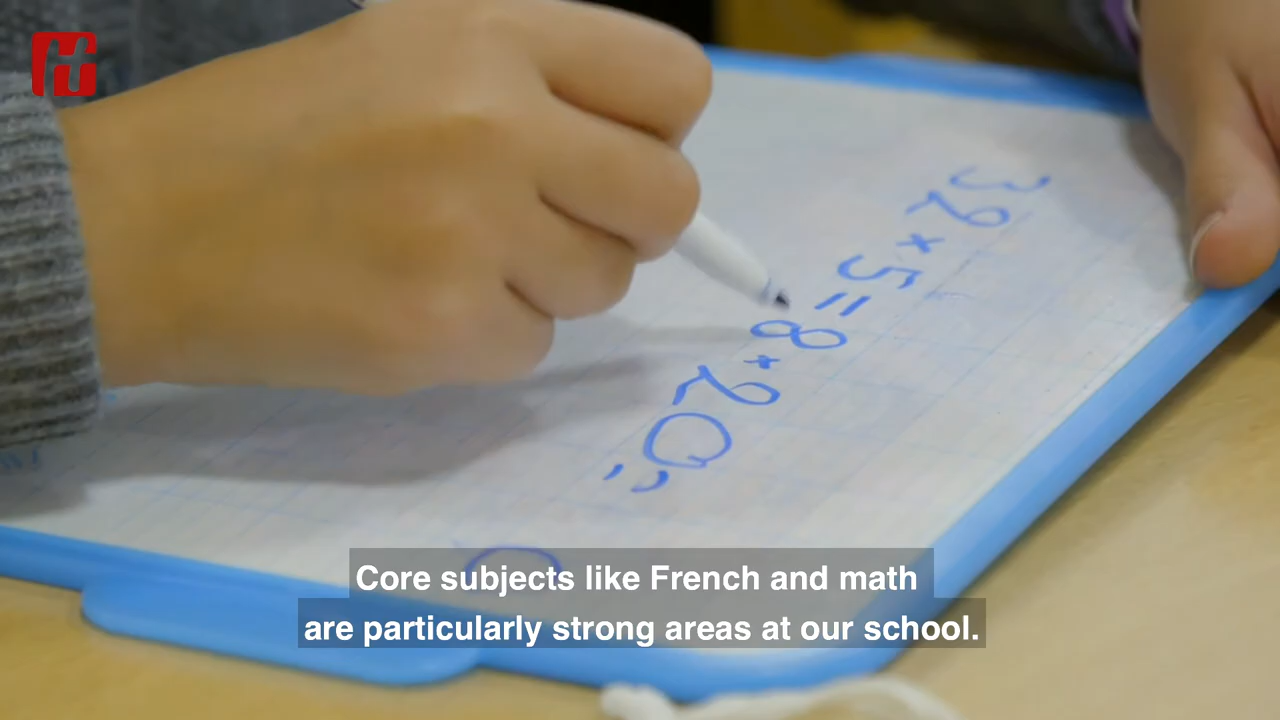 32 × 5 = 8 × 20 =
Core subjects like French and math
are particularly strong areas at our school.